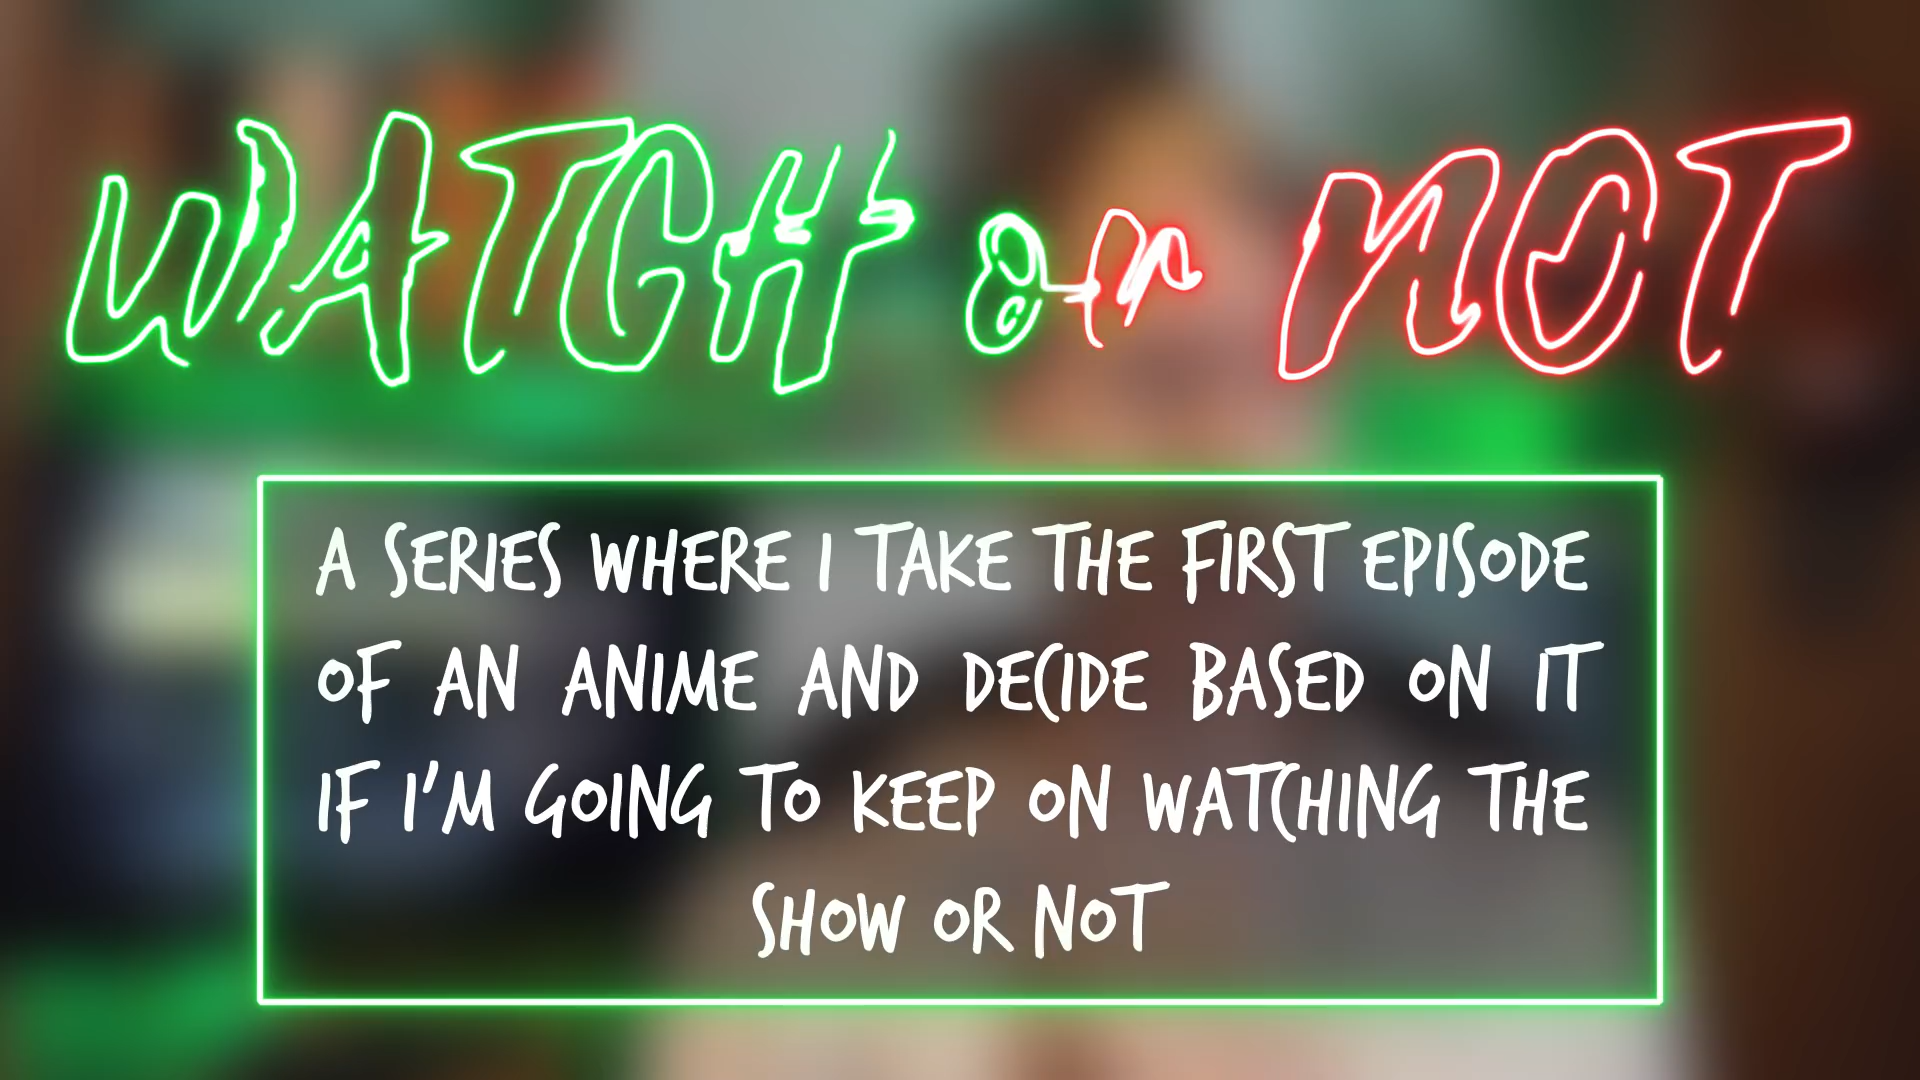 WATCH or NOT
A SERIES WHERE I TAKE THE FIRST EPISODE
OF AN ANIME AND DECIDE BASED ON IT
IF I'M GOING TO KEEP ON WATCHING THE
SHOW OR NOT